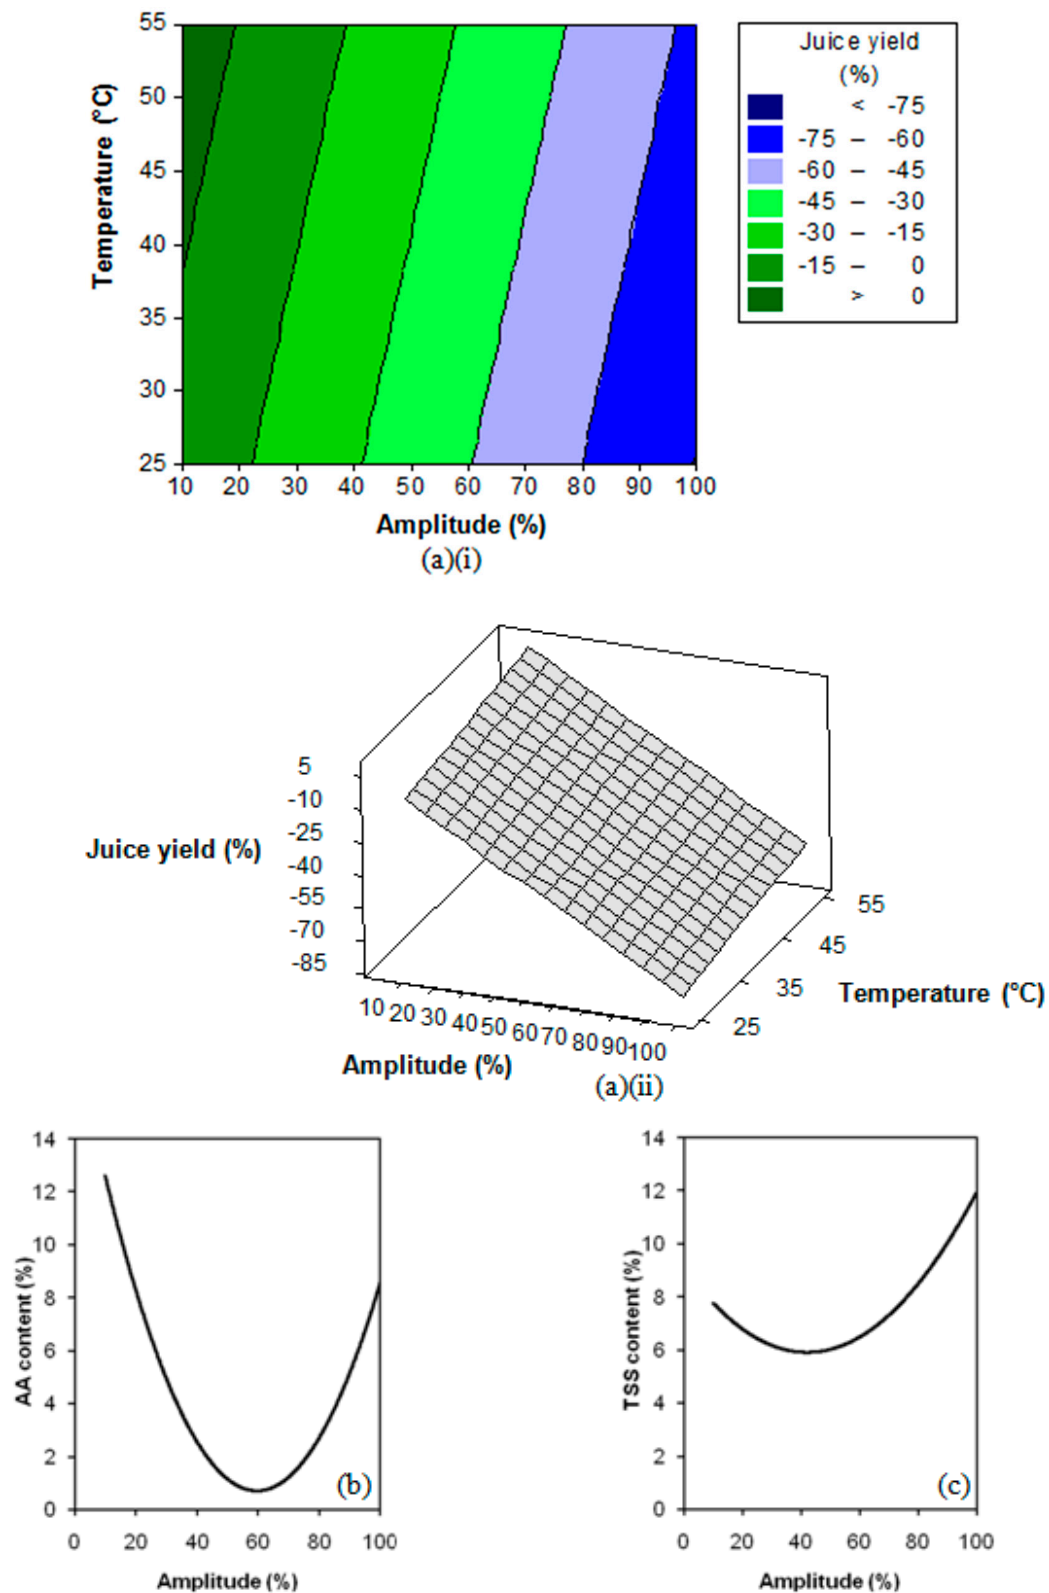 55
50
45
40
35
30
25
Temperature (°C)
10 20 30 40 50 60 70 80 90 100
Amplitude (%)
(a)(i)
Juice yield
(%)
< -75
-75 – -60
-60 – -45
-45 – -30
-30 – -15
-15 – 0
> 0
5
-10
-25
-40
-55
-70
-85
Juice yield (%)
10 20 30 40 50 60 70 80 90 100
Amplitude (%)
55
45
35
25
Temperature (°C)
(a)(ii)
14
12
10
8
6
4
2
0
AA content (%)
(b)
0 20 40 60 80 100
Amplitude (%)
14
12
10
8
6
4
2
0
TSS content (%)
(c)
0 20 40 60 80 100
Amplitude (%)